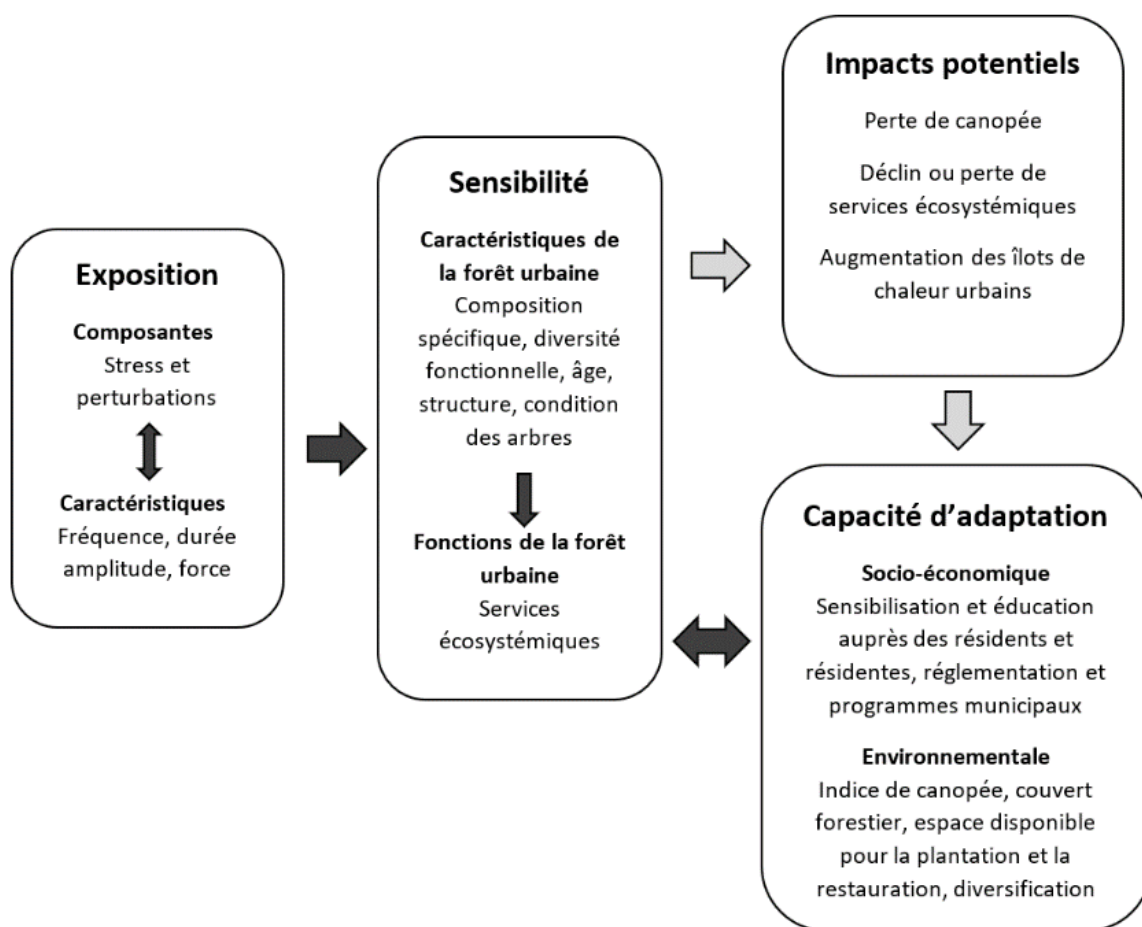 Exposition
Composantes
Stress et
perturbations
Caractéristiques
Fréquence, durée
amplitude, force
Sensibilité
Caractéristiques de
la forêt urbaine
Composition
spécifique, diversité
fonctionnelle, âge,
structure, condition
des arbres
Fonctions de la forêt
urbaine
Services
écosystémiques
Impacts potentiels
Perte de canopée
Déclin ou perte de
services écosystémiques
Augmentation des îlots de
chaleur urbains
Capacité d’adaptation
Socio-économique
Sensibilisation et éducation
auprès des résidents et
résidentes, réglementation et
programmes municipaux
Environnementale
Indice de canopée, couvert
forestier, espace disponible
pour la plantation et la
restauration, diversification